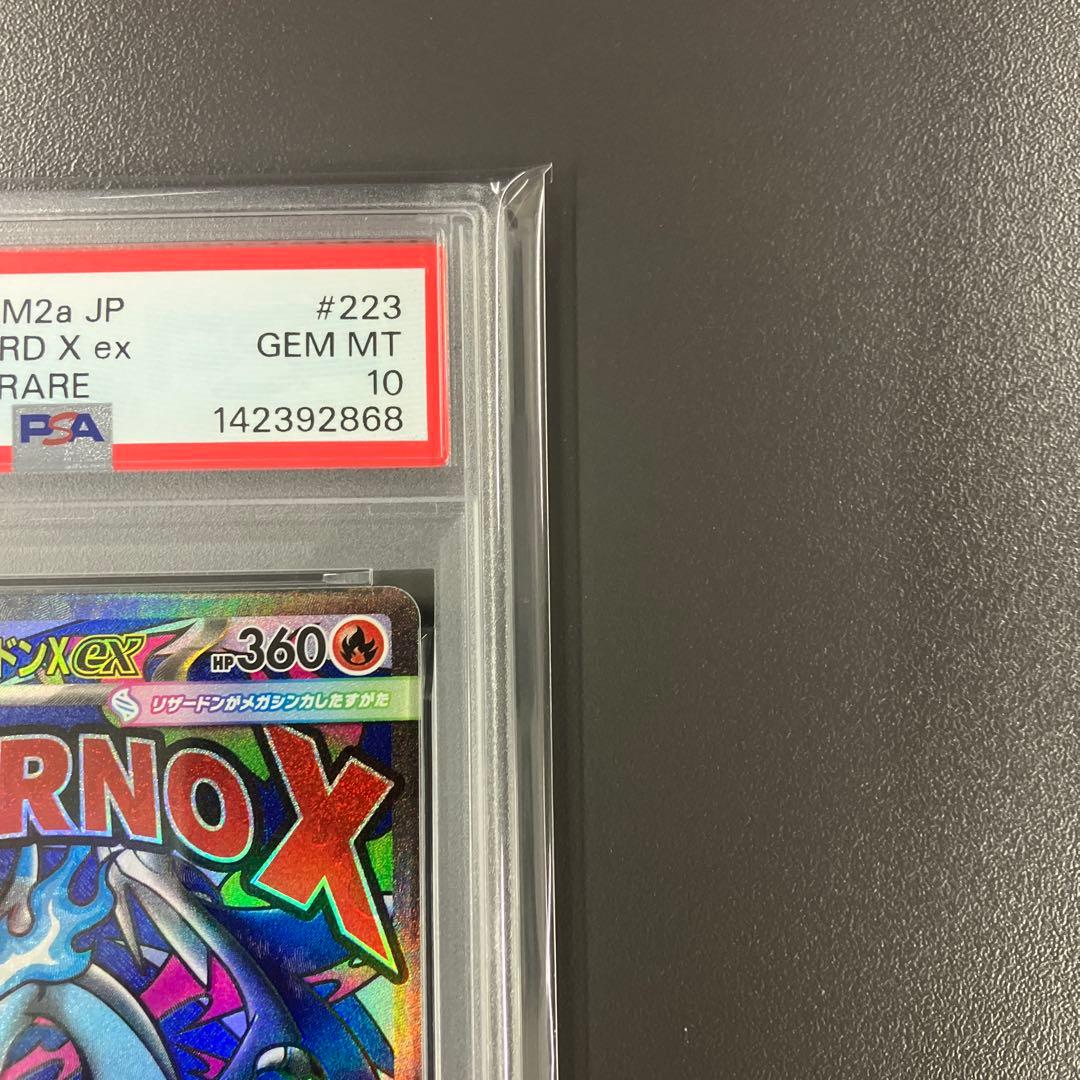 M2a JP #223
RD X ex GEM MT
RARE 10
PSA 142392868
ドンXex HP360
リザードンがメガシンカしたすがた
RNO X